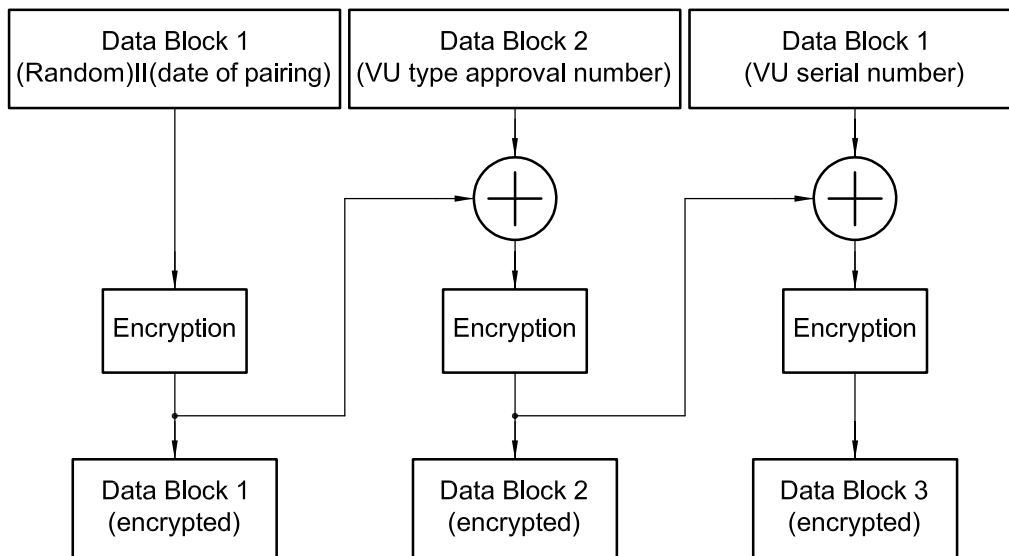 Data Block 1
(Random)II(date of pairing)
Data Block 2
(VU type approval number)
Data Block 1
(VU serial number)
Encryption
Encryption
Encryption
Data Block 1
(encrypted)
Data Block 2
(encrypted)
Data Block 3
(encrypted)